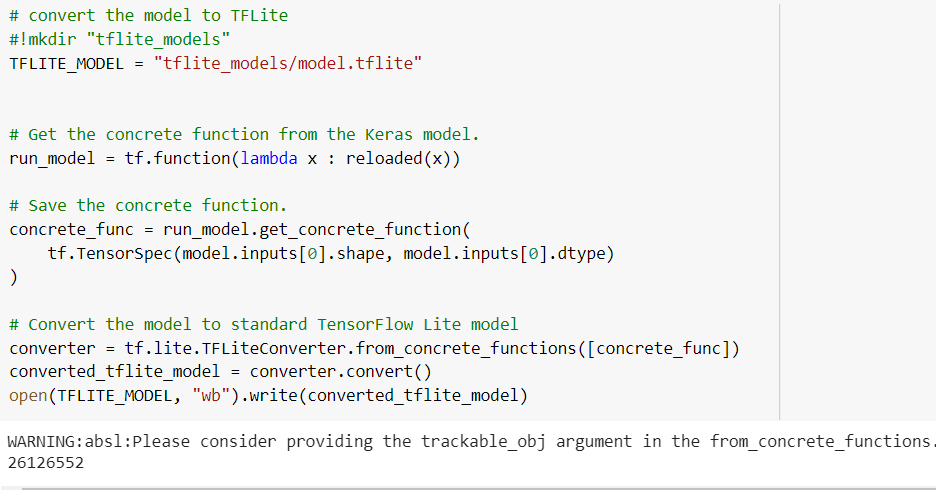 # convert the model to TFLite
#!mkdir "tflite_models"
TFLITE_MODEL = "tflite_models/model.tflite"
# Get the concrete function from the Keras model.
run_model = tf.function(lambda x : reloaded(x))
# Save the concrete function.
concrete_func = run_model.get_concrete_function(
    tf.TensorSpec(model.inputs[0].shape, model.inputs[0].dtype)
)
# Convert the model to standard TensorFlow Lite model
converter = tf.lite.TFLiteConverter.from_concrete_functions([concrete_func])
converted_tflite_model = converter.convert()
open(TFLITE_MODEL, "wb").write(converted_tflite_model)
WARNING:absl:Please consider providing the trackable_obj argument in the from_concrete_functions.
26126552